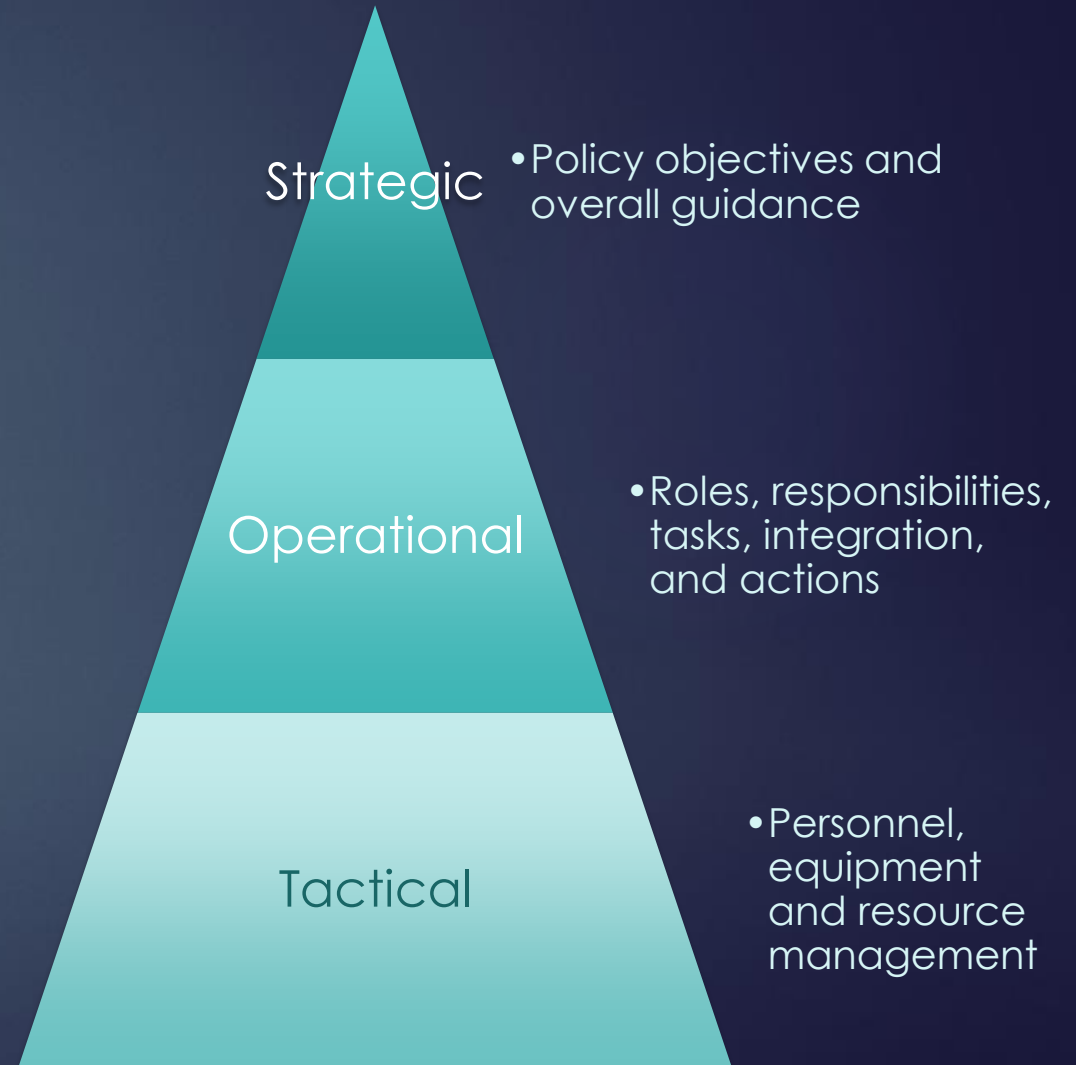 Strategic
•Policy objectives and
overall guidance
Operational
•Roles, responsibilities,
tasks, integration,
and actions
Tactical
•Personnel,
equipment
and resource
management